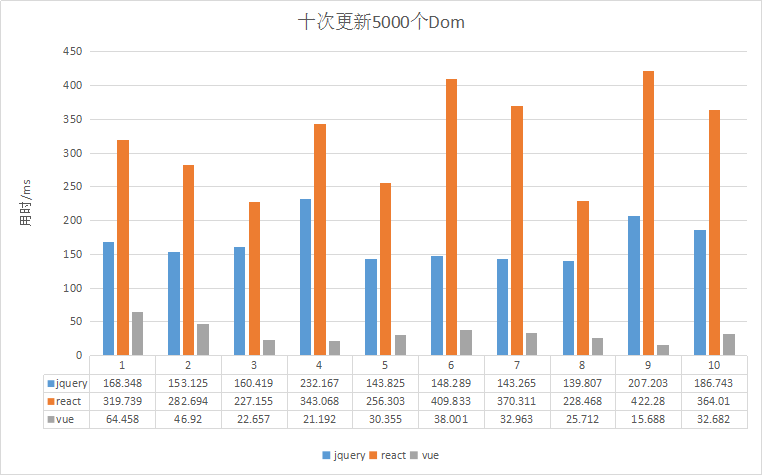 十次更新5000个Dom
450
400
350
300
250
200
150
100
50
0
用时/ms
1 2 3 4 5 6 7 8 9 10
jquery 168.348 153.125 160.419 232.167 143.825 148.289 143.265 139.807 207.203 186.743
react 319.739 282.694 227.155 343.068 256.303 409.833 370.311 228.468 422.28 364.01
vue 64.458 46.92 22.657 21.192 30.355 38.001 32.963 25.712 15.688 32.682
jquery react vue